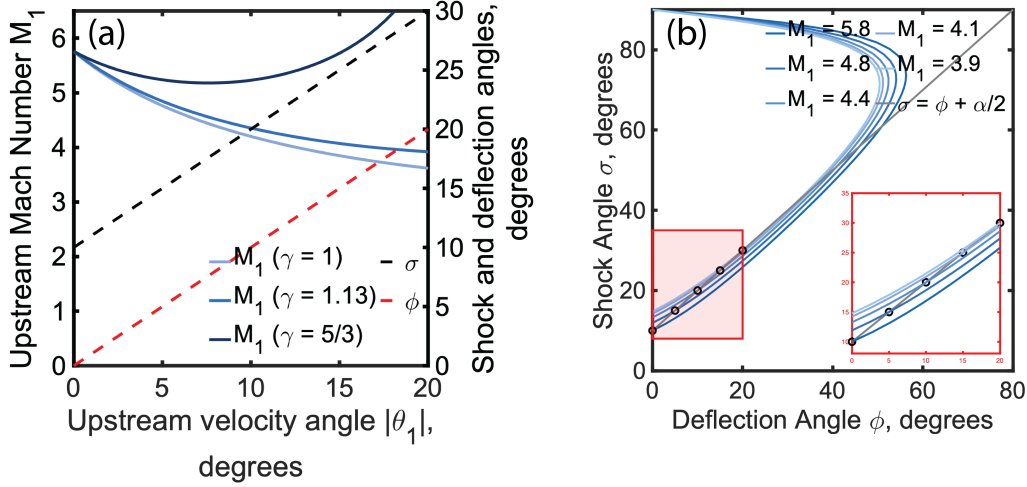 (a)
Upstream Mach Number M₁
6
5
4
3
2
1
0
0
5
10
15
20
30
25
20
15
10
5
0
Shock and deflection angles,
degrees
M₁ (γ = 1)
M₁ (γ = 1.13)
M₁ (γ = 5/3)
σ
ϕ
Upstream velocity angle |θ₁|,
degrees
(b)
Shock Angle σ, degrees
80
60
40
20
0
0
20
40
60
80
M₁ = 5.8
M₁ = 4.8
M₁ = 4.4
M₁ = 4.1
M₁ = 3.9
σ = ϕ + α/2
35
30
25
20
15
10
0
5
10
15
20
Deflection Angle ϕ, degrees